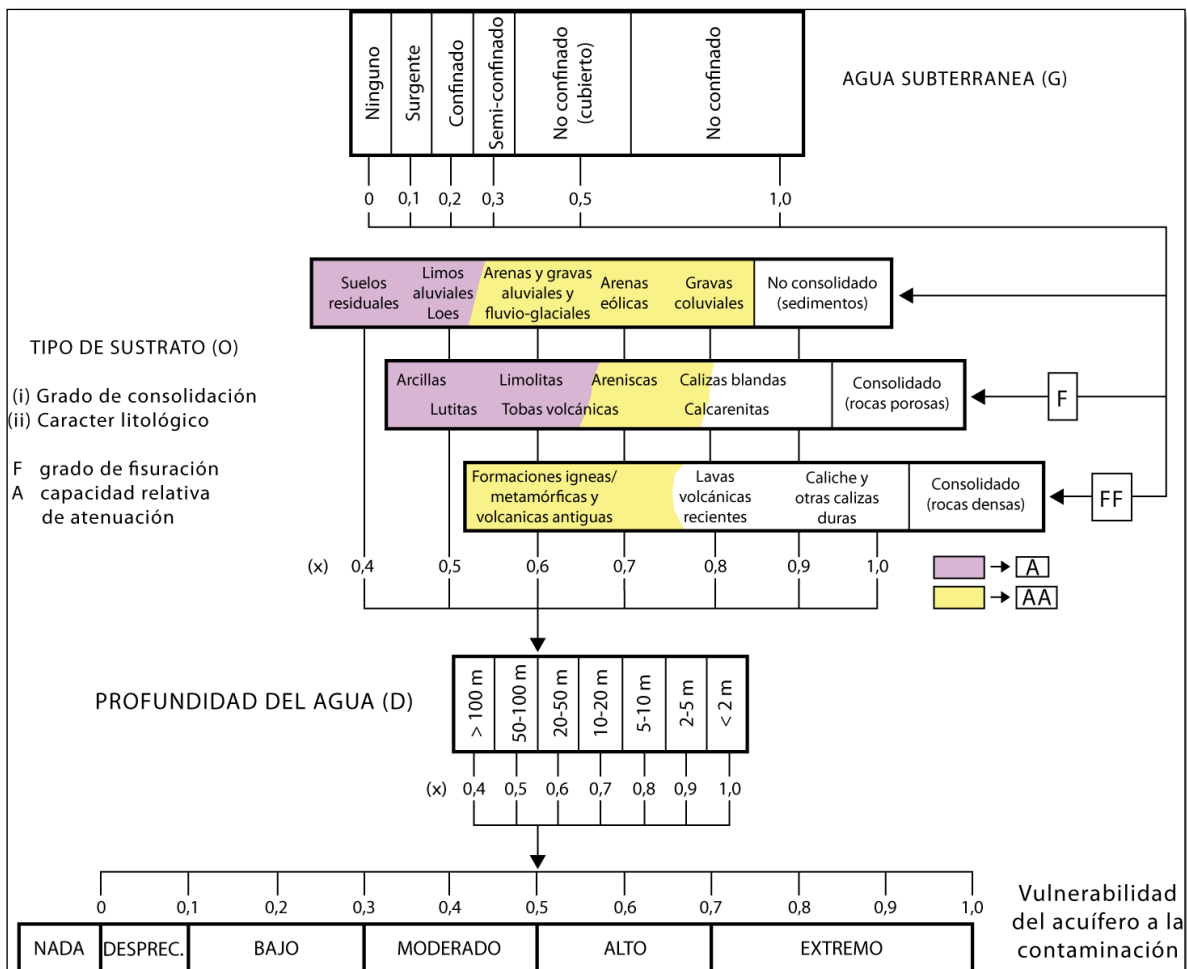 Ninguno
Surgente
Confinado
Semi-confinado
No confinado
(cubierto)
No confinado
AGUA SUBTERRANEA (G)
0
0,1
0,2
0,3
0,5
1,0
Suelos
residuales
Limos
aluviales
Loes
Arenas y gravas
aluviales y
fluvio-glaciales
Arenas
eólicas
Gravas
coluviales
No consolidado
(sedimentos)
TIPO DE SUSTRATO (O)
(i) Grado de consolidación
(ii) Caracter litológico
F grado de fisuración
A capacidad relativa
de atenuación
Arcillas
Limolitas
Areniscas
Calizas blandas
Lutitas
Tobas volcánicas
Calcarenitas
Consolidado
(rocas porosas)
F
Formaciones igneas/
metamórficas y
volcanicas antiguas
Lavas
volcánicas
recientes
Caliche y
otras calizas
duras
Consolidado
(rocas densas)
FF
(x) 0,4 0,5 0,6 0,7 0,8 0,9 1,0
A
AA
PROFUNDIDAD DEL AGUA (D)
> 100 m
50-100 m
20-50 m
10-20 m
5-10 m
2-5 m
< 2 m
(x) 0,4 0,5 0,6 0,7 0,8 0,9 1,0
0 0,1 0,2 0,3 0,4 0,5 0,6 0,7 0,8 0,9 1,0
NADA DESPREC. BAJO MODERADO ALTO EXTREMO
Vulnerabilidad
del acuífero a la
contaminación